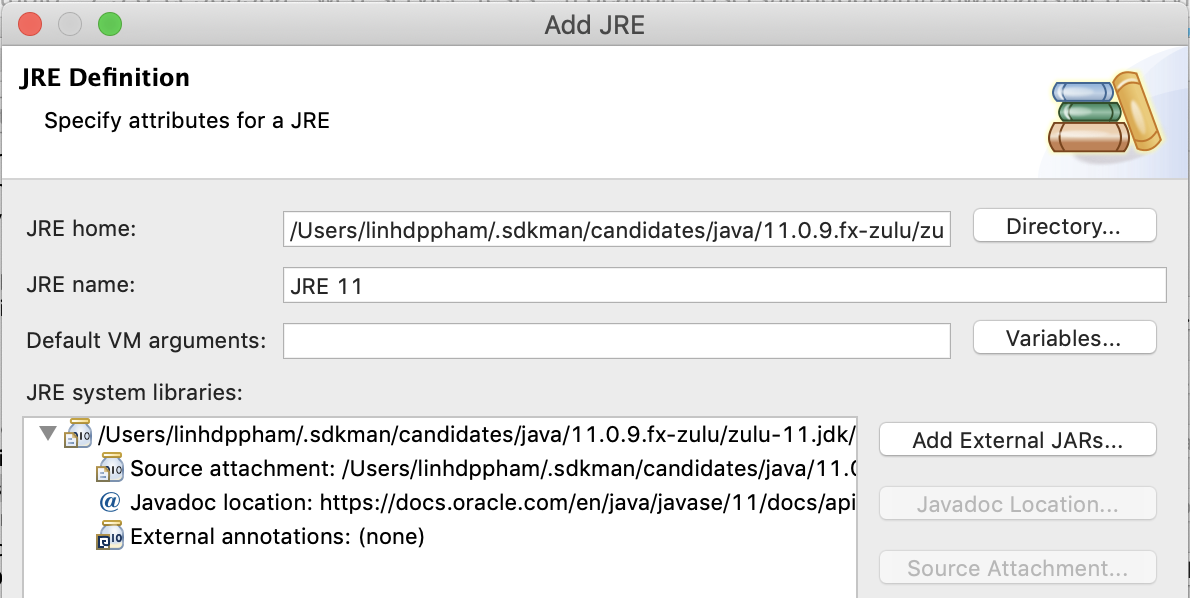 Add JRE
JRE Definition
Specify attributes for a JRE
JRE home:
/Users/linhdppham/.sdkman/candidates/java/11.0.9.fx-zulu/zu
Directory...
JRE name:
JRE 11
Default VM arguments:
Variables...
JRE system libraries:
/Users/linhdppham/.sdkman/candidates/java/11.0.9.fx-zulu/zulu-11.jdk/
Add External JARs...
Source attachment: /Users/linhdppham/.sdkman/candidates/java/11.0
Javadoc location: https://docs.oracle.com/en/java/javase/11/docs/api
Javadoc Location...
External annotations: (none)
Source Attachment...